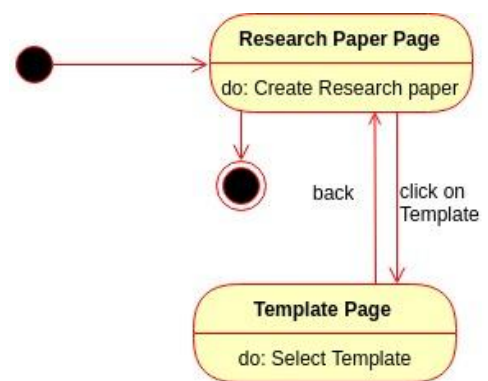 Research Paper Page
do: Create Research paper
back
click on
Template
Template Page
do: Select Template